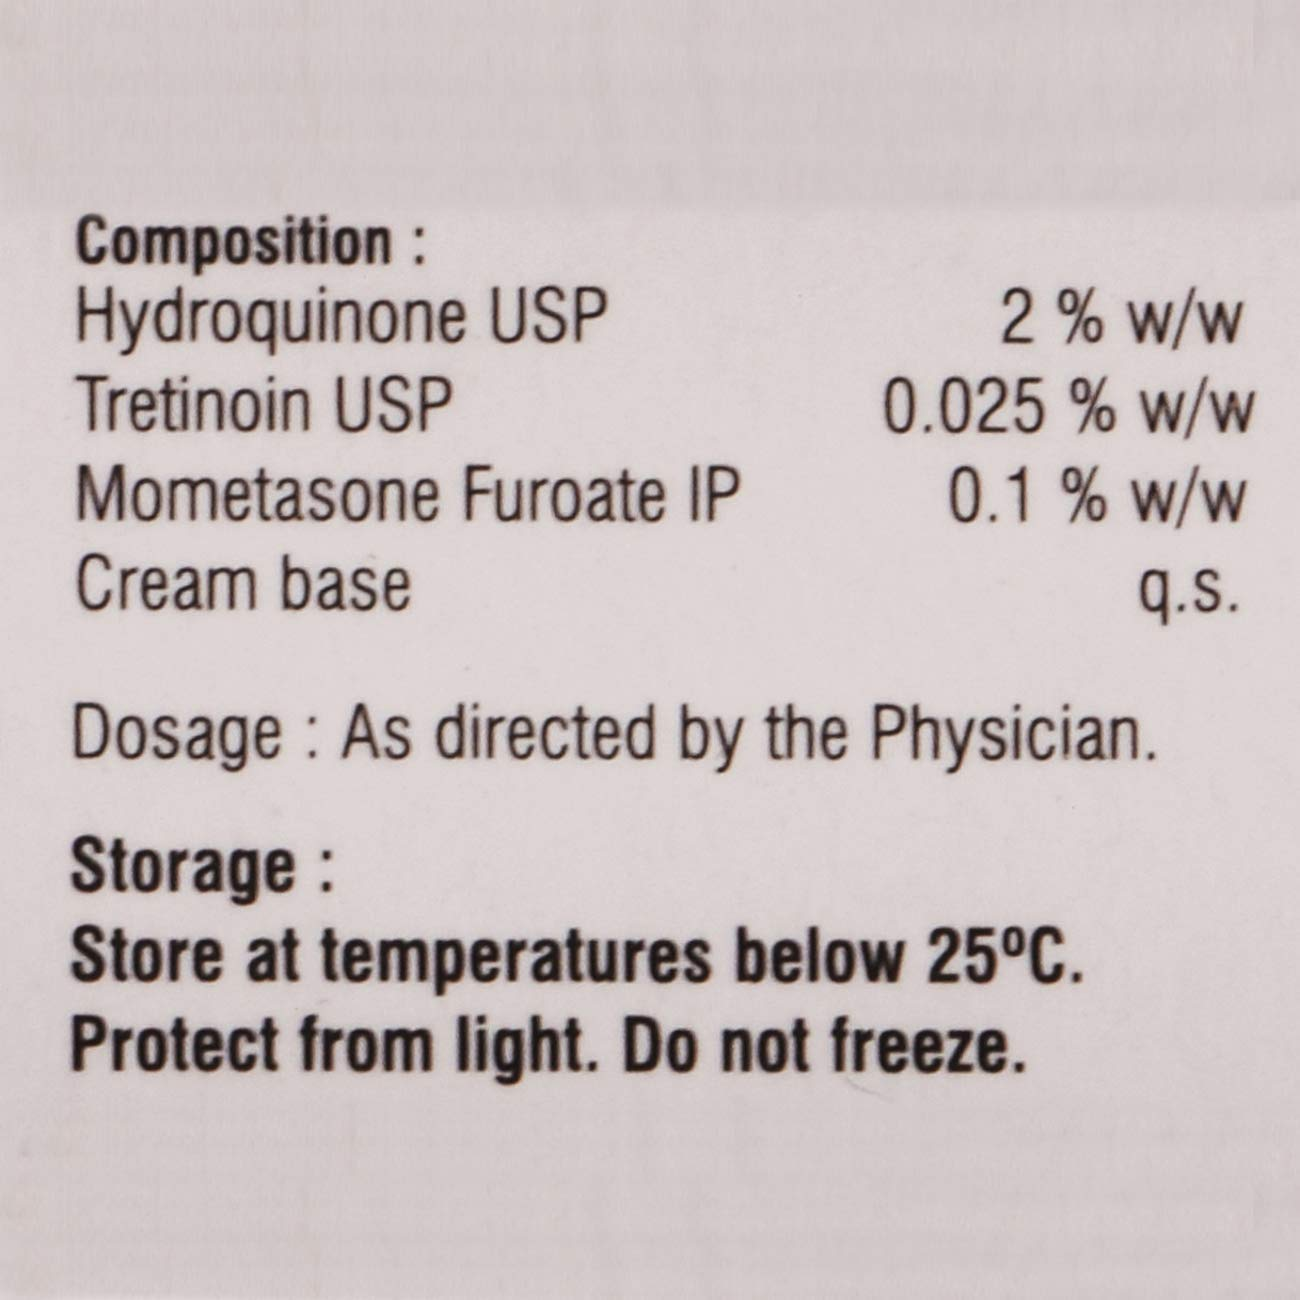 Composition :
Hydroquinone USP 2 % w/w
Tretinoin USP 0.025 % w/w
Mometasone Furoate IP 0.1 % w/w
Cream base q.s.
Dosage : As directed by the Physician.
Storage :
Store at temperatures below 25ºC.
Protect from light. Do not freeze.